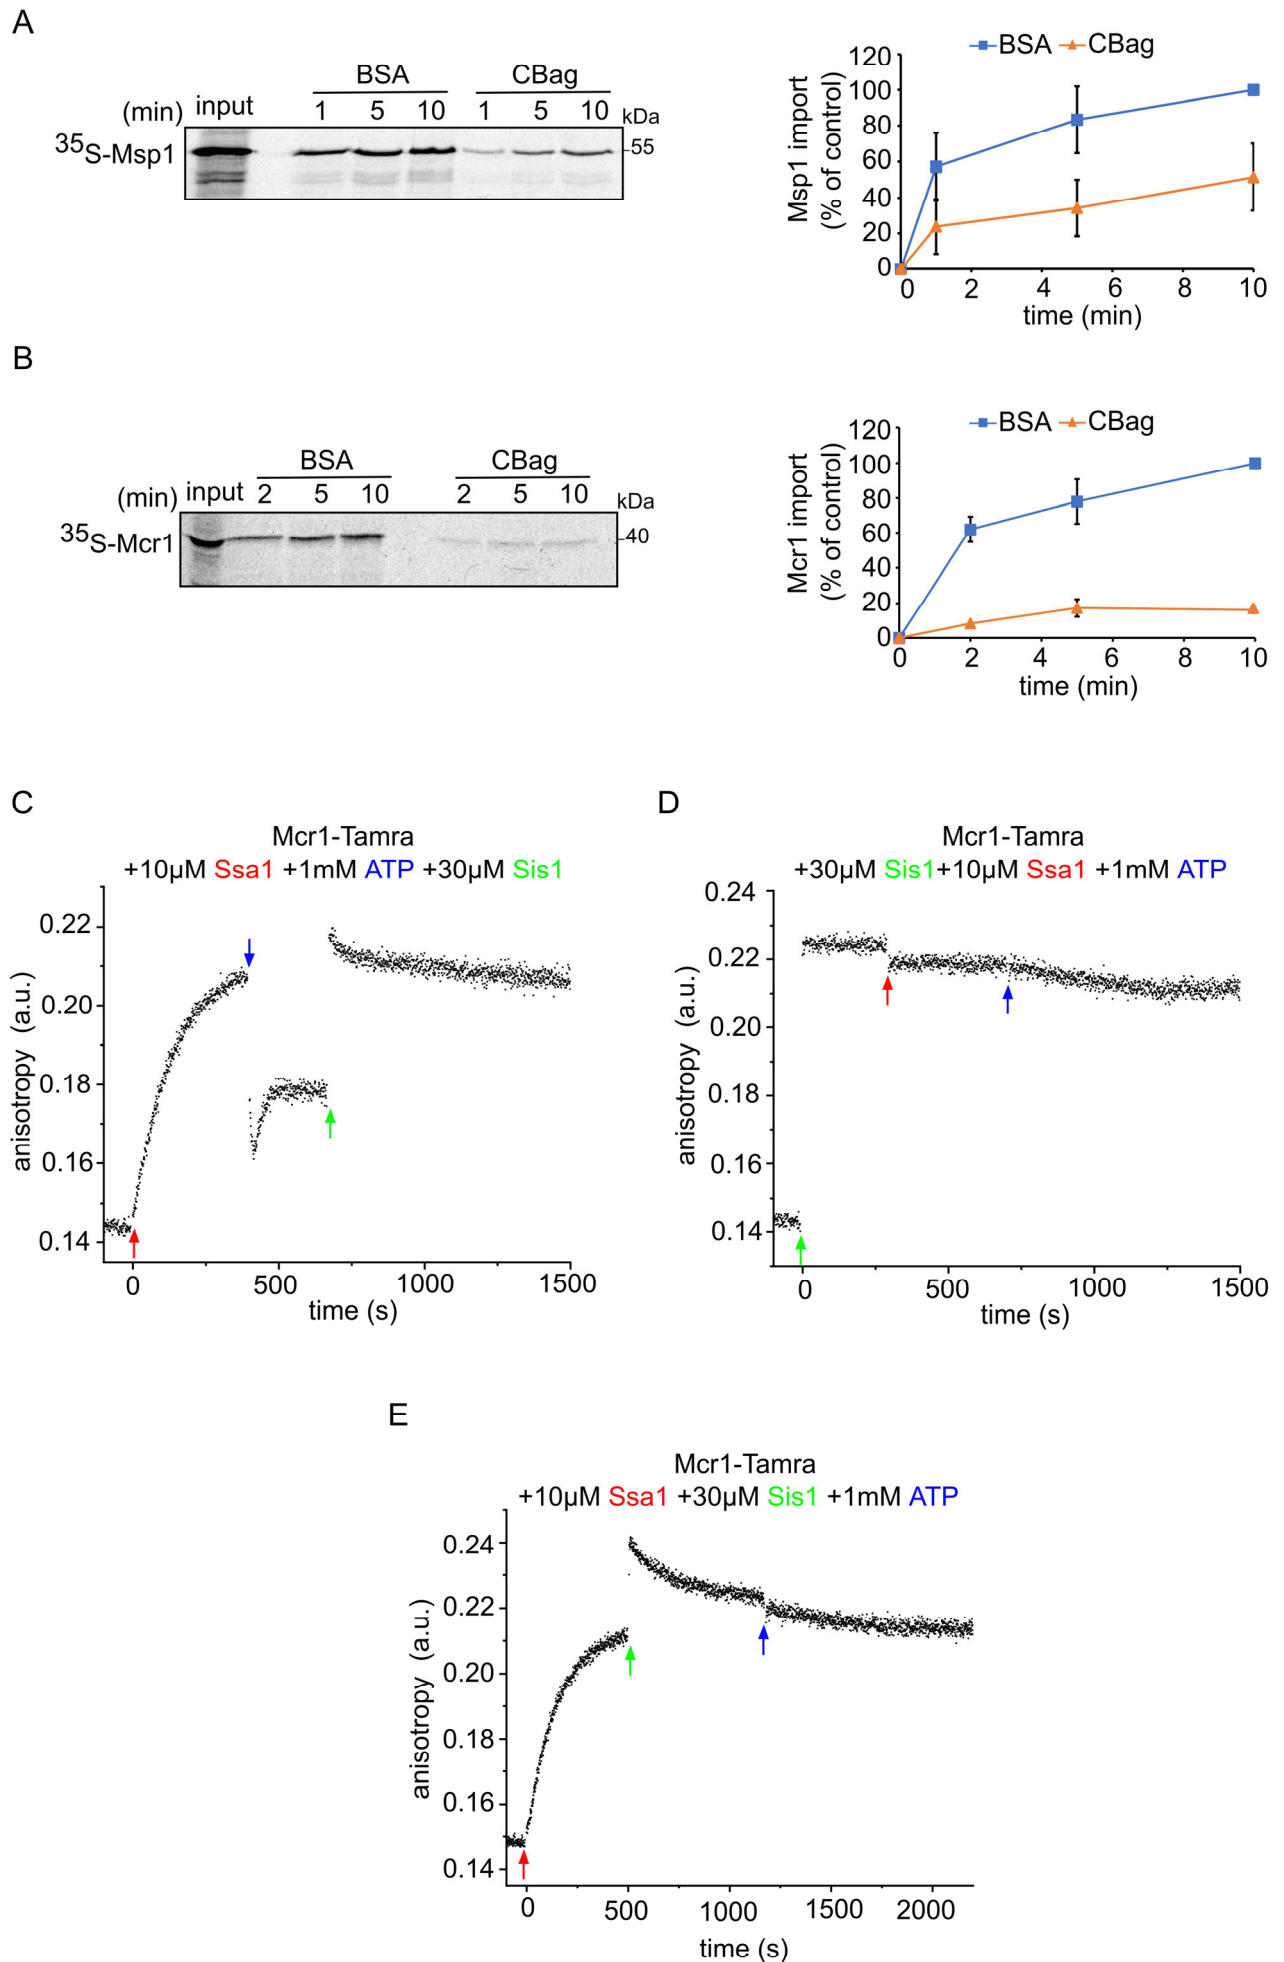 A
BSA CBag
(min) input 1 5 10 1 5 10 kDa
35S-Msp1 -55
BSA CBag
Msp1 import
(% of control)
120
100
80
60
40
20
0
0 2 4 6 8 10
time (min)
B
BSA CBag
(min) input 2 5 10 2 5 10 kDa
35S-Mcr1 -40
BSA CBag
Mcr1 import
(% of control)
120
100
80
60
40
20
0
0 2 4 6 8 10
time (min)
C
Mcr1-Tamra
+10µM Ssa1 +1mM ATP +30µM Sis1
anisotropy (a.u.)
0.22
0.20
0.18
0.16
0.14
0 500 1000 1500
time (s)
D
Mcr1-Tamra
+30µM Sis1+10µM Ssa1 +1mM ATP
anisotropy (a.u.)
0.24
0.22
0.20
0.18
0.16
0.14
0 500 1000 1500
time (s)
E
Mcr1-Tamra
+10µM Ssa1 +30µM Sis1 +1mM ATP
anisotropy (a.u.)
0.24
0.22
0.20
0.18
0.16
0.14
0 500 1000 1500 2000
time (s)